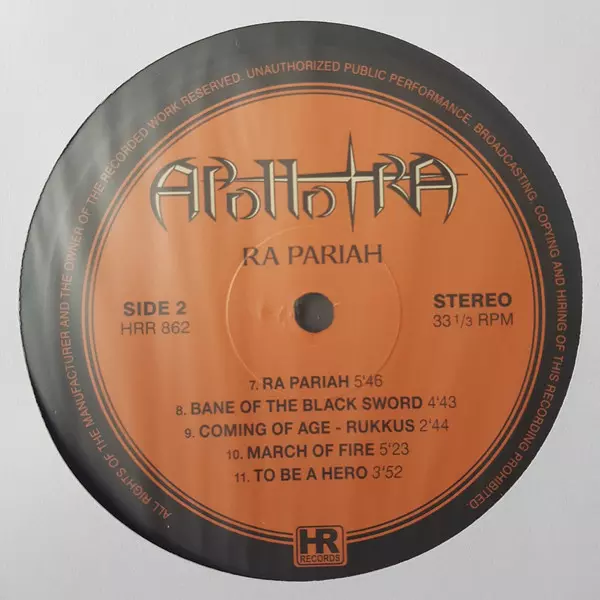 ALL RIGHTS OF THE MANUFACTURER AND THE OWNER OF THE RECORDED WORK RESERVED. UNAUTHORIZED PUBLIC PERFORMANCE. BROADCASTING. COPYING AND HIRING OF THIS RECORDING PROHIBITED.
APOLLO RA
RA PARIAH
SIDE 2
HRR 862
STEREO
33 1/3 RPM
7. RA PARIAH 5'46
8. BANE OF THE BLACK SWORD 4'43
9. COMING OF AGE - RUKKUS 2'44
10. MARCH OF FIRE 5'23
11. TO BE A HERO 3'52
HR
RECORDS